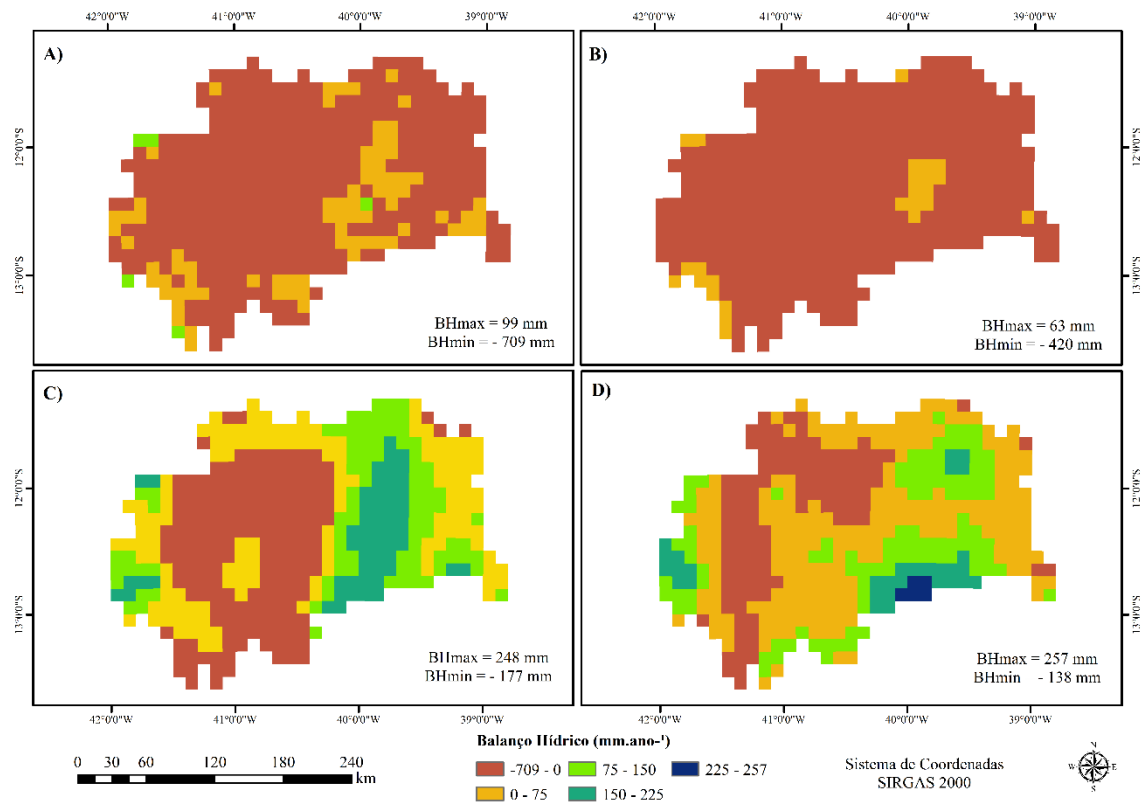 42°0'0"W 41°0'0"W 40°0'0"W 39°0'0"W 42°0'0"W 41°0'0"W 40°0'0"W 39°0'0"W
A)
B)
12°0'0"S
12°0'0"S
13°0'0"S
13°0'0"S
BHmax = 99 mm
BHmin = - 709 mm
BHmax = 63 mm
BHmin = - 420 mm
C)
D)
12°0'0"S
12°0'0"S
13°0'0"S
13°0'0"S
BHmax = 248 mm
BHmin = - 177 mm
BHmax = 257 mm
BHmin - 138 mm
42°0'0"W 41°0'0"W 40°0'0"W 39°0'0"W 42°0'0"W 41°0'0"W 40°0'0"W 39°0'0"W
Balanço Hídrico (mm.ano-¹)
0 30 60 120 180 240
km
-709 - 0 75 - 150 225 - 257
0 - 75 150 - 225
Sistema de Coordenadas
SIRGAS 2000
N
W E
S